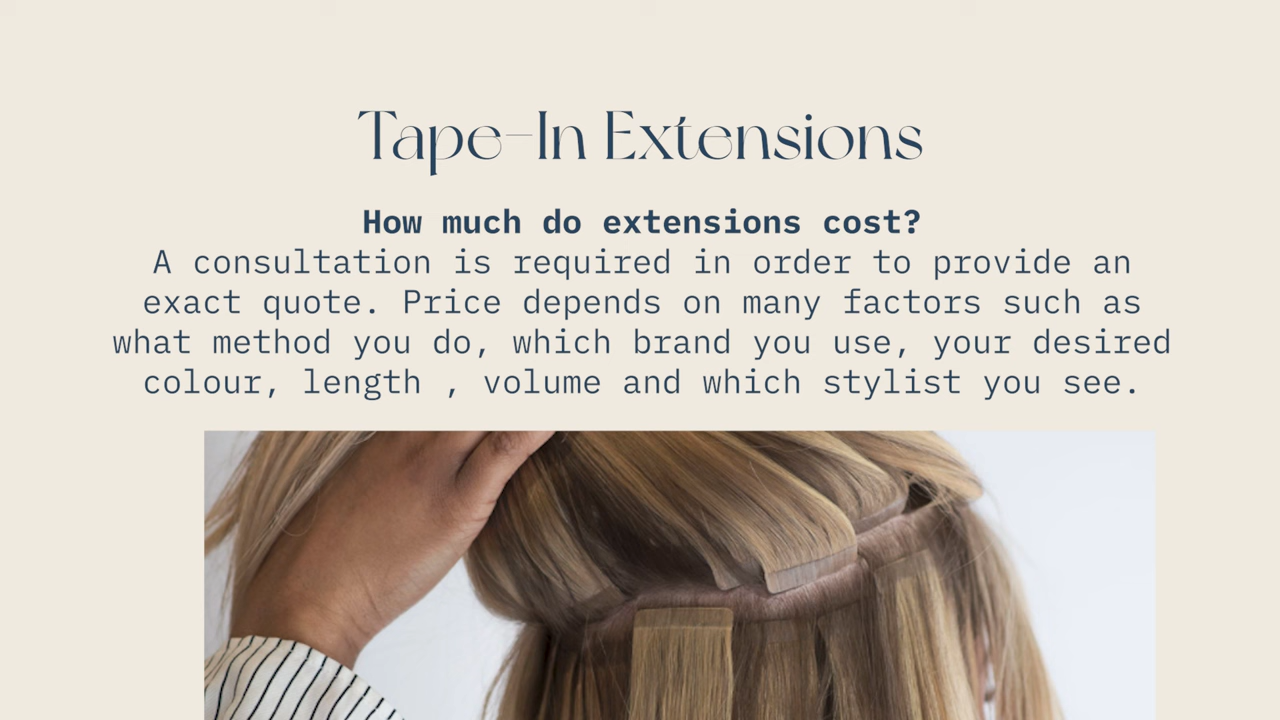 Tape-In Extensions
How much do extensions cost?
A consultation is required in order to provide an
exact quote. Price depends on many factors such as
what method you do, which brand you use, your desired
colour, length , volume and which stylist you see.